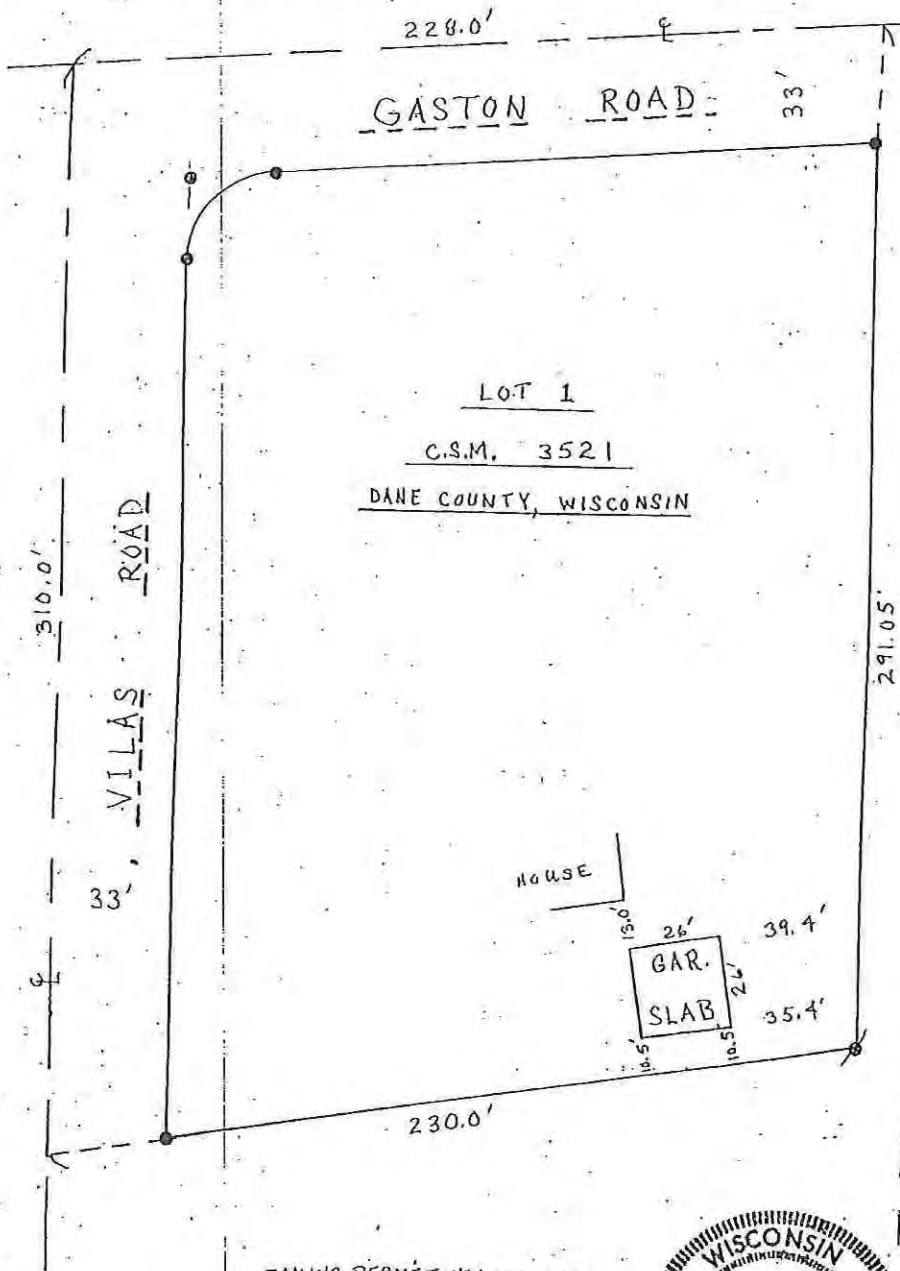 228.0'
℄
GASTON ROAD
33'
LOT 1
C.S.M. 3521
DANE COUNTY, WISCONSIN
310.0'
VILAS ROAD
291.05'
33'
HOUSE
13.0'
26'
39.4'
GAR.
26'
SLAB
35.4'
10.5'
10.5'
℄
230.0'
WISCONSIN